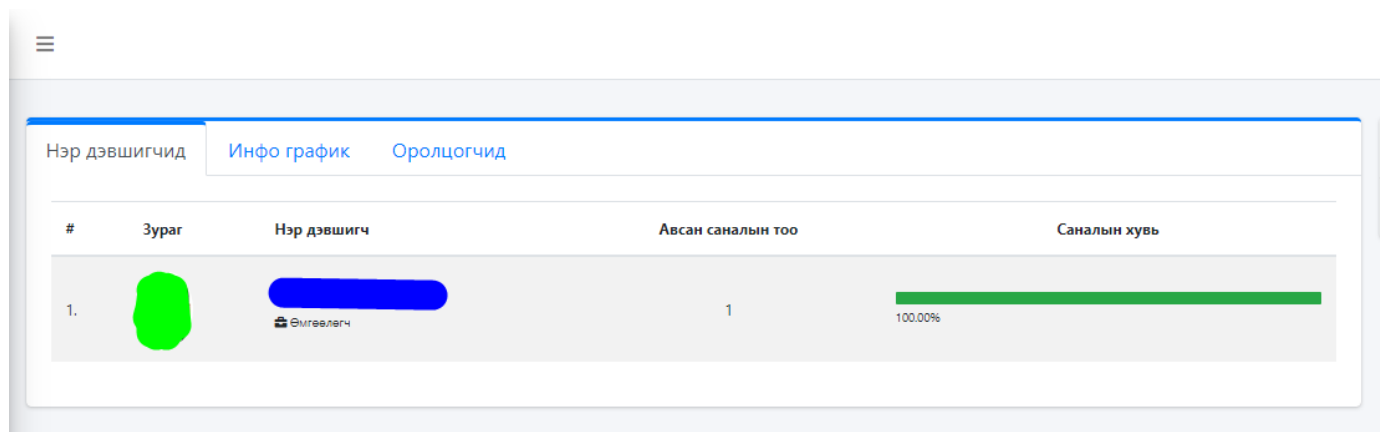 Нэр дэвшигчид Инфо график Оролцогчид
# Зураг Нэр дэвшигч Авсан саналын тоо Саналын хувь
1. 1
100.00%
Өмгөөлөгч